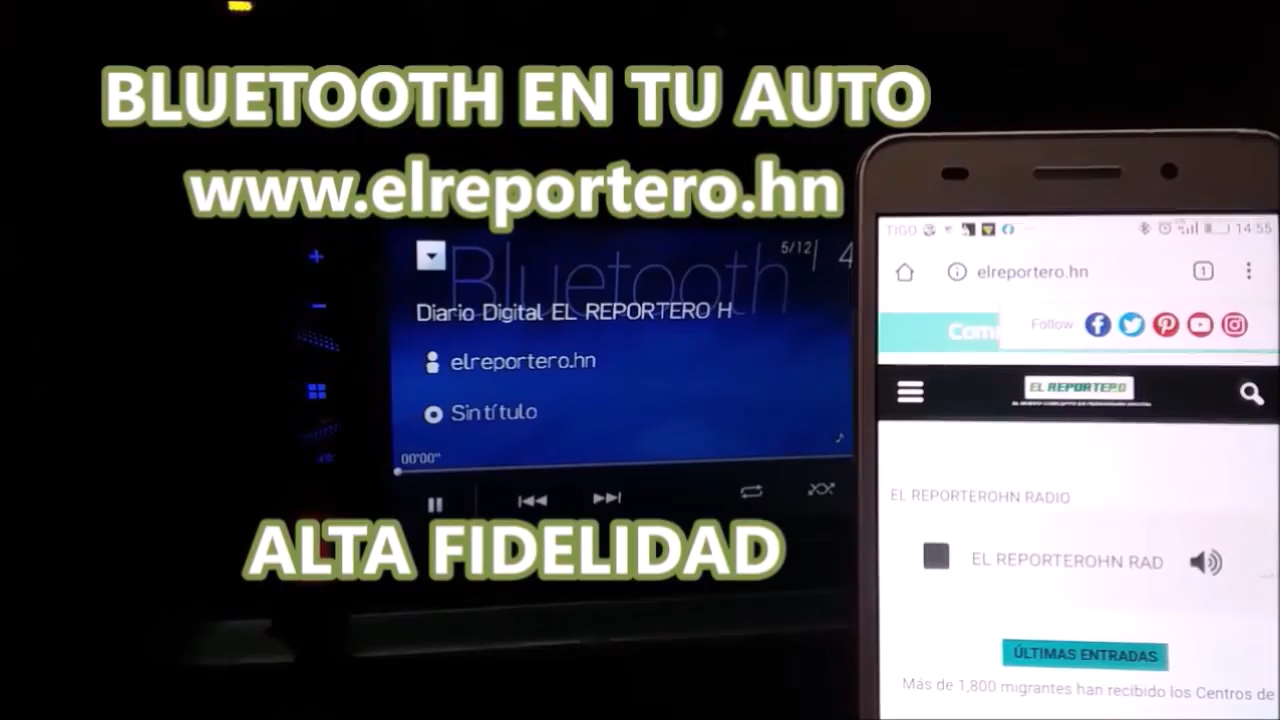 BLUETOOTH EN TU AUTO
www.elreportero.hn
Bluetooth
5/12
4
Diario Digital EL REPORTERO H
elreportero.hn
Sin título
00'00"
ALTA FIDELIDAD
TIGO
14:55
elreportero.hn
1
Com
Follow
EL REPORTERO
EL REPORTEROHN RADIO
EL REPORTEROHN RAD
ÚLTIMAS ENTRADAS
Más de 1,800 migrantes han recibido los Centros de